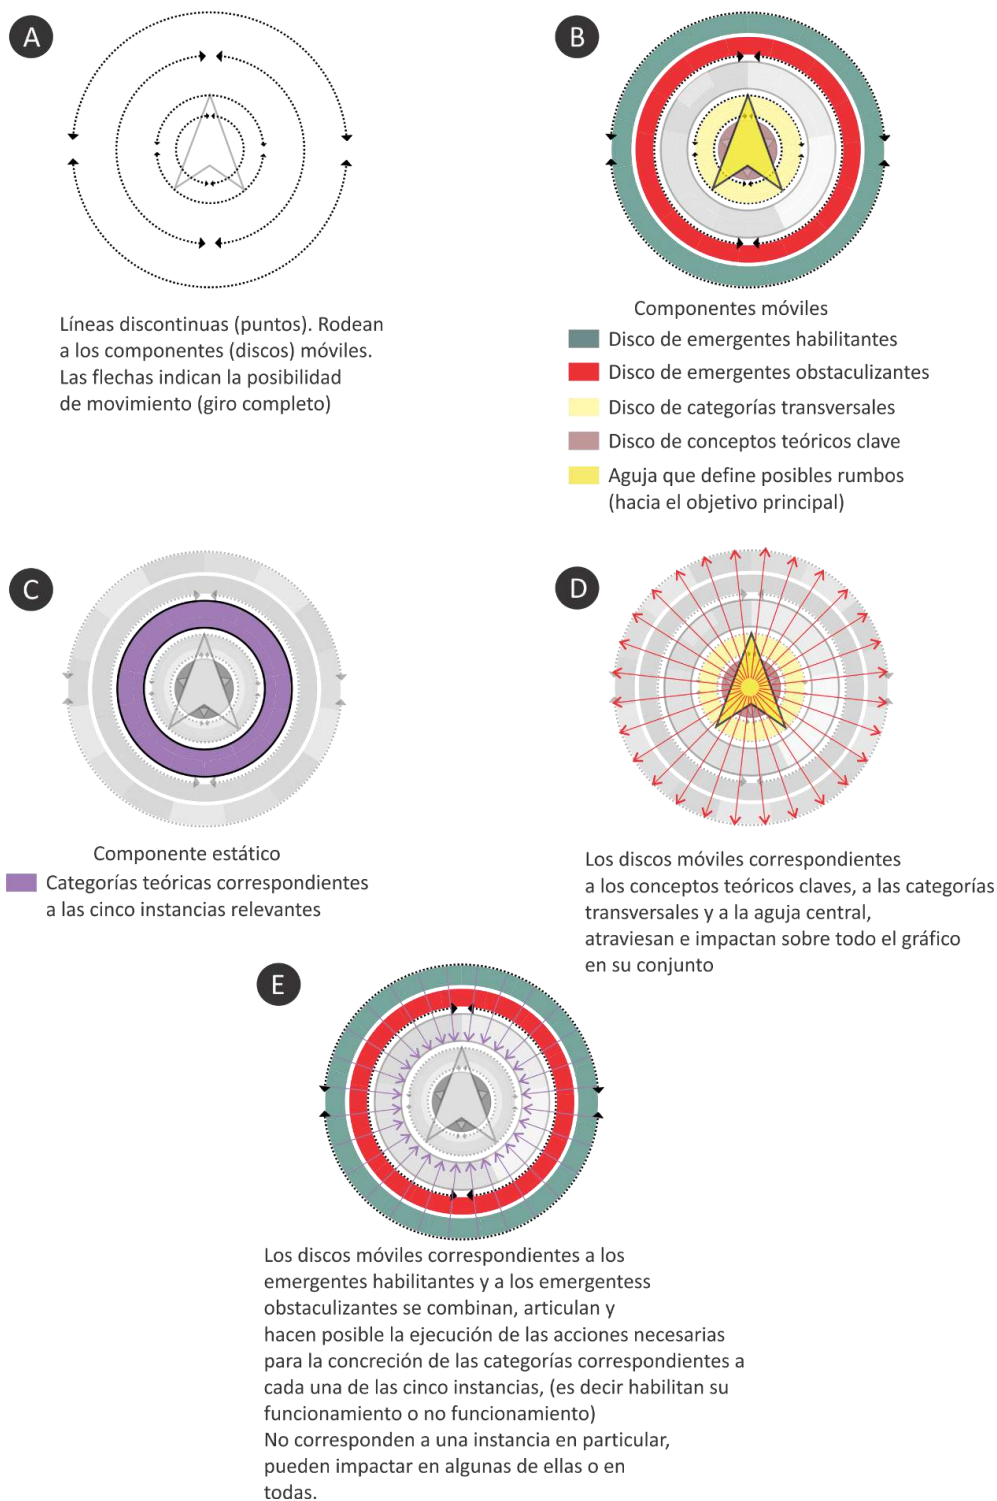 A
Líneas discontinuas (puntos). Rodean
a los componentes (discos) móviles.
Las flechas indican la posibilidad
de movimiento (giro completo)
B
Componentes móviles
Disco de emergentes habilitantes
Disco de emergentes obstaculizantes
Disco de categorías transversales
Disco de conceptos teóricos clave
Aguja que define posibles rumbos
(hacia el objetivo principal)
C
Componente estático
Categorías teóricas correspondientes
a las cinco instancias relevantes
D
Los discos móviles correspondientes
a los conceptos teóricos claves, a las categorías
transversales y a la aguja central,
atraviesan e impactan sobre todo el gráfico
en su conjunto
E
Los discos móviles correspondientes a los
emergentes habilitantes y a los emergentess
obstaculizantes se combinan, articulan y
hacen posible la ejecución de las acciones necesarias
para la concreción de las categorías correspondientes a
cada una de las cinco instancias, (es decir habilitan su
funcionamiento o no funcionamiento)
No corresponden a una instancia en particular,
pueden impactar en algunas de ellas o en
todas.